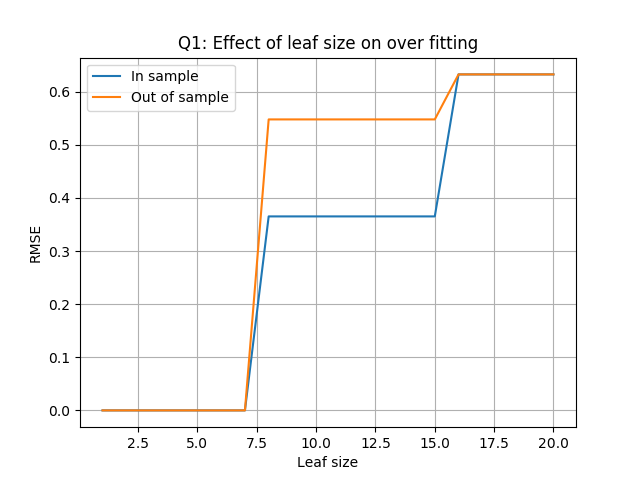 Q1: Effect of leaf size on over fitting
In sample
Out of sample
0.6
0.5
0.4
0.3
0.2
0.1
0.0
RMSE
2.5 5.0 7.5 10.0 12.5 15.0 17.5 20.0
Leaf size